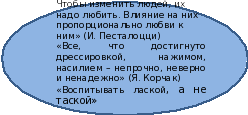 Чтобы изменить людей, их
надо любить. Влияние на них
пропорционально любви к
ним» (И. Песталоцци)
«Все, что достигнуто
дрессировкой, нажимом,
насилием – непрочно, неверно
и ненадежно» (Я. Корчак)
«Воспитывать лаской, а не
таской»